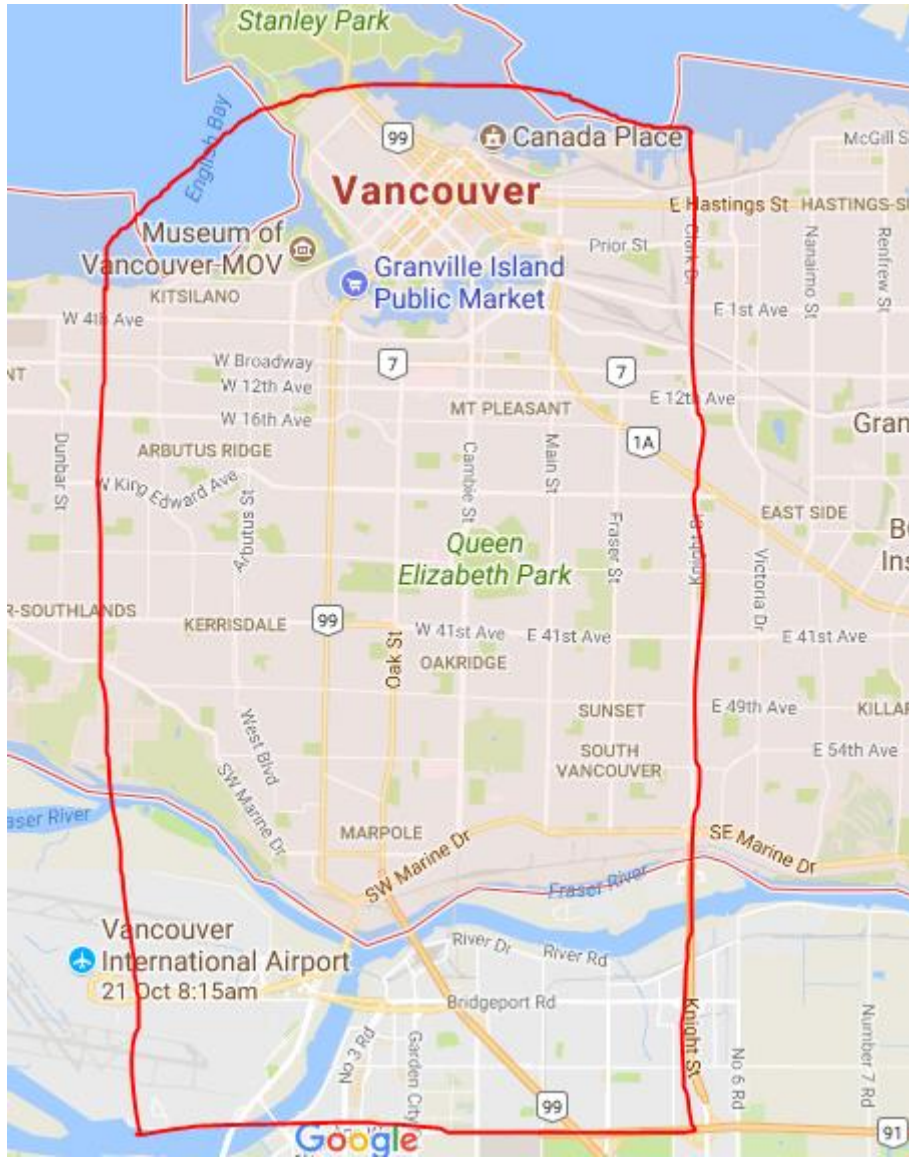 Stanley Park
English Bay
99
Canada Place
McGill S
Vancouver
E Hastings St
HASTINGS-SU
Museum of
Vancouver-MOV
Prior St
Clark Dr
Nanaimo St
Renfrew St
Granville Island
Public Market
KITSILANO
W 4th Ave
E 1st Ave
W Broadway
7
7
NT
W 12th Ave
E 12th Ave
W 16th Ave
MT PLEASANT
1A
Gran
Dunbar St
ARBUTUS RIDGE
Cambie St
Main St
W King Edward Ave
Arbutus St
EAST SIDE
Fraser St
Knight St
Victoria Dr
BC
Ins
Queen
Elizabeth Park
R-SOUTHLANDS
KERRISDALE
99
Oak St
W 41st Ave
E 41st Ave
E 41st Ave
OAKRIDGE
West Blvd
SUNSET
E 49th Ave
KILLAR
SOUTH
VANCOUVER
E 54th Ave
SW Marine Dr
raser River
MARPOLE
SW Marine Dr
SE Marine Dr
Fraser River
Vancouver
International Airport
21 Oct 8:15am
River Dr
River Rd
Bridgeport Rd
No 3 Rd
Garden City
Knight St
No 6 Rd
Number 7 Rd
99
91
Google